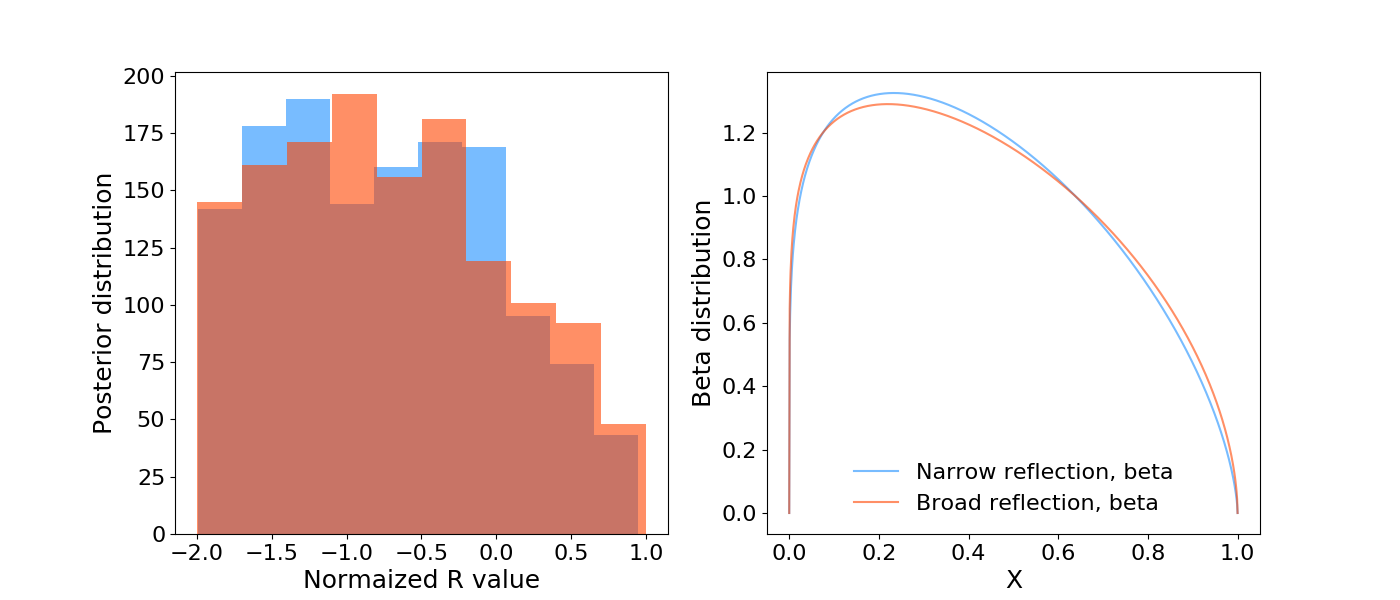 Posterior distribution
200
175
150
125
100
75
50
25
0
−2.0 −1.5 −1.0 −0.5 0.0 0.5 1.0
Normaized R value
Beta distribution
1.2
1.0
0.8
0.6
0.4
0.2
0.0
Narrow reflection, beta
Broad reflection, beta
0.0 0.2 0.4 0.6 0.8 1.0
X